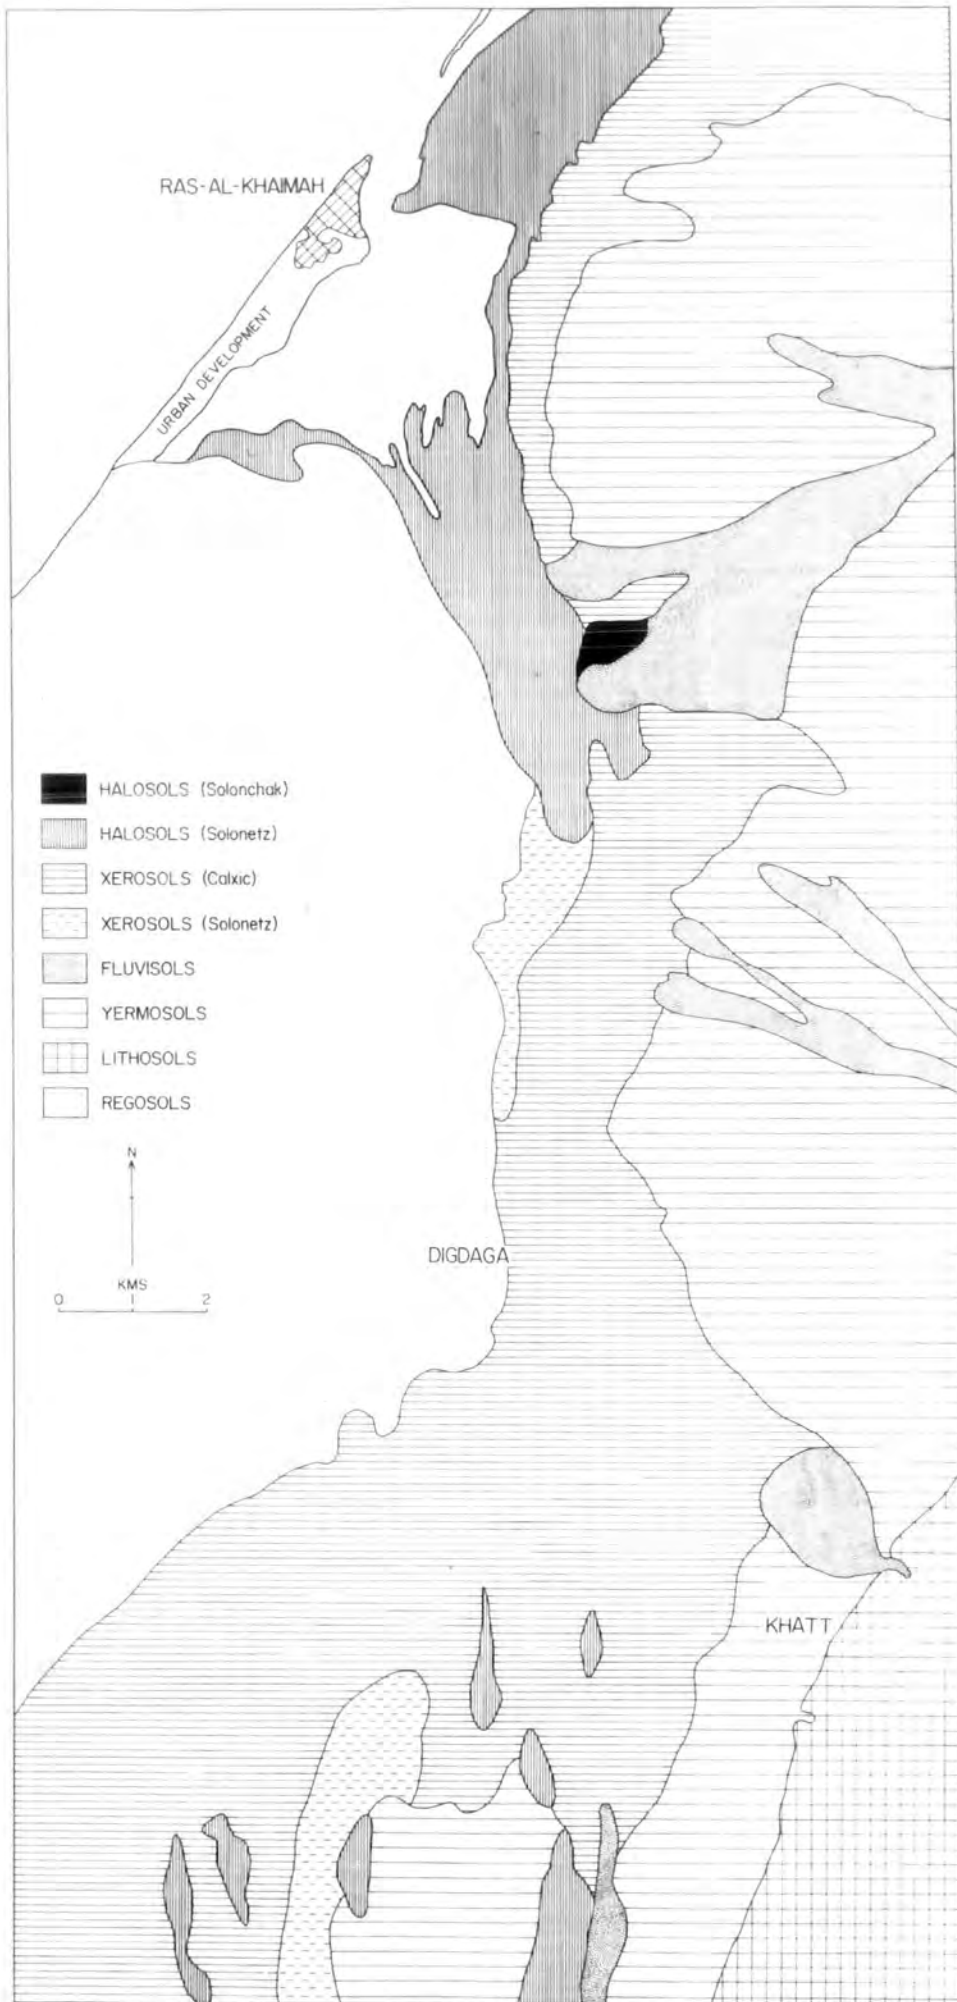 RAS-AL-KHAIMAH
URBAN DEVELOPMENT
HALOSOLS (Solonchak)
HALOSOLS (Solonetz)
XEROSOLS (Calxic)
XEROSOLS (Solonetz)
FLUVISOLS
YERMOSOLS
LITHOSOLS
REGOSOLS
N
KMS
0 1 2
DIGDAGA
KHATT